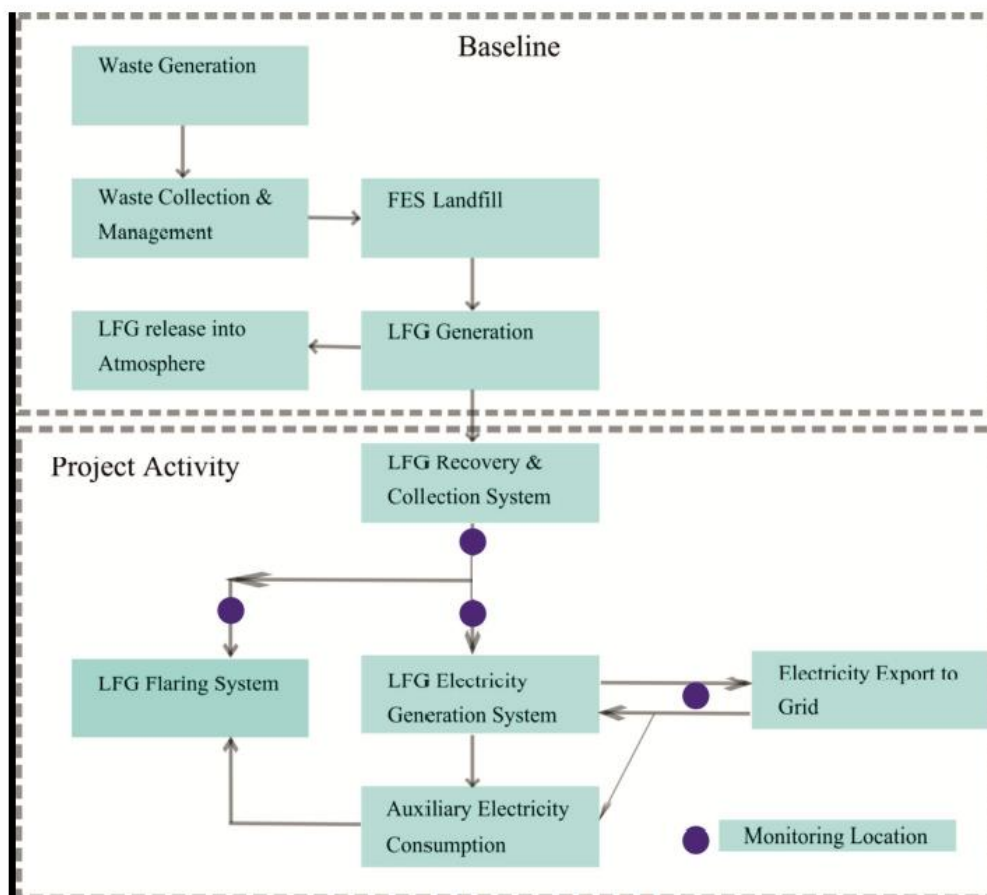 Baseline
Waste Generation
Waste Collection &
Management
FES Landfill
LFG release into
Atmosphere
LFG Generation
Project Activity
LFG Recovery &
Collection System
LFG Flaring System
LFG Electricity
Generation System
Electricity Export to
Grid
Auxiliary Electricity
Consumption
Monitoring Location